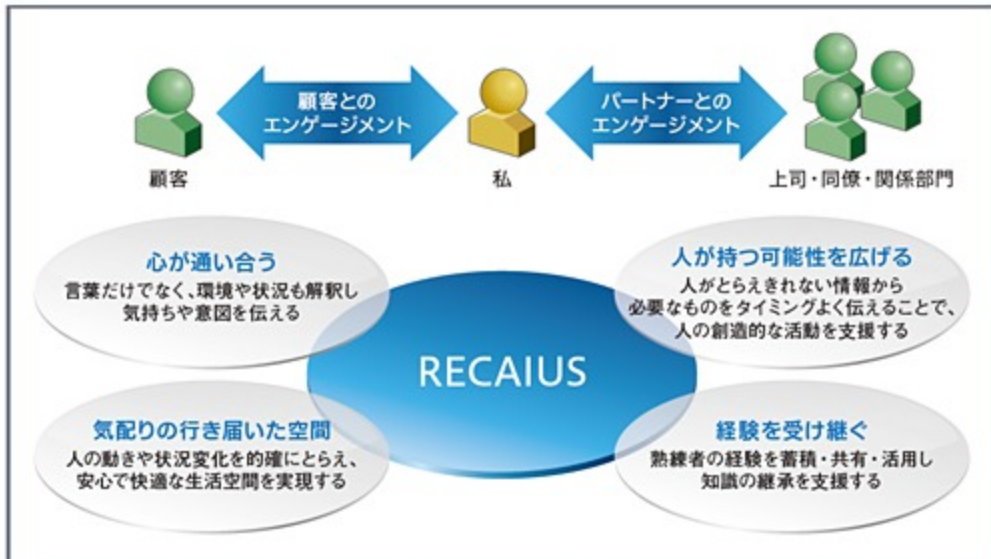 顧客との
エンゲージメント
パートナーとの
エンゲージメント
顧客
私
上司・同僚・関係部門
心が通い合う
言葉だけでなく、環境や状況も解釈し
気持ちや意図を伝える
人が持つ可能性を広げる
人がとらえきれない情報から
必要なものをタイミングよく伝えることで、
人の創造的な活動を支援する
RECAIUS
気配りの行き届いた空間
人の動きや状況変化を的確にとらえ、
安心で快適な生活空間を実現する
経験を受け継ぐ
熟練者の経験を蓄積・共有・活用し
知識の継承を支援する